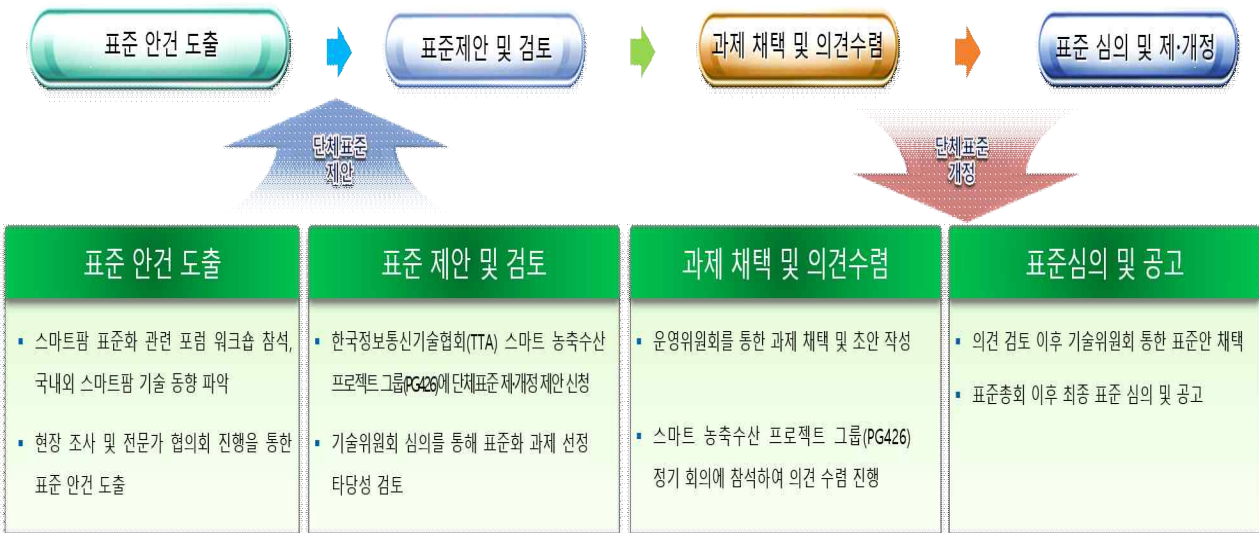 표준 안건 도출
표준제안 및 검토
과제 채택 및 의견수렴
표준 심의 및 제·개정
단체표준
제안
단체표준
개정
표준 안건 도출
▪ 스마트팜 표준화 관련 포럼 워크숍 참석,
국내외 스마트팜 기술 동향 파악
▪ 현장 조사 및 전문가 협의회 진행을 통한
표준 안건 도출
표준 제안 및 검토
▪ 한국정보통신기술협회(TTA) 스마트 농축수산
프로젝트 그룹(PG426)에 단체표준 제·개정 제안 신청
▪ 기술위원회 심의를 통해 표준화 과제 선정
타당성 검토
과제 채택 및 의견수렴
▪ 운영위원회를 통한 과제 채택 및 초안 작성
▪ 스마트 농축수산 프로젝트 그룹(PG426)
정기 회의에 참석하여 의견 수렴 진행
표준심의 및 공고
▪ 의견 검토 이후 기술위원회 통한 표준안 채택
▪ 표준총회 이후 최종 표준 심의 및 공고